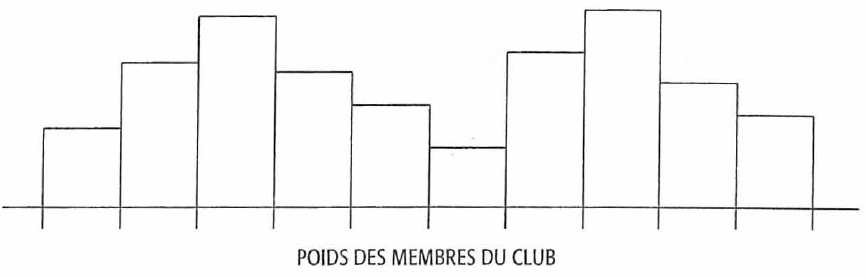 POIDS DES MEMBRES DU CLUB